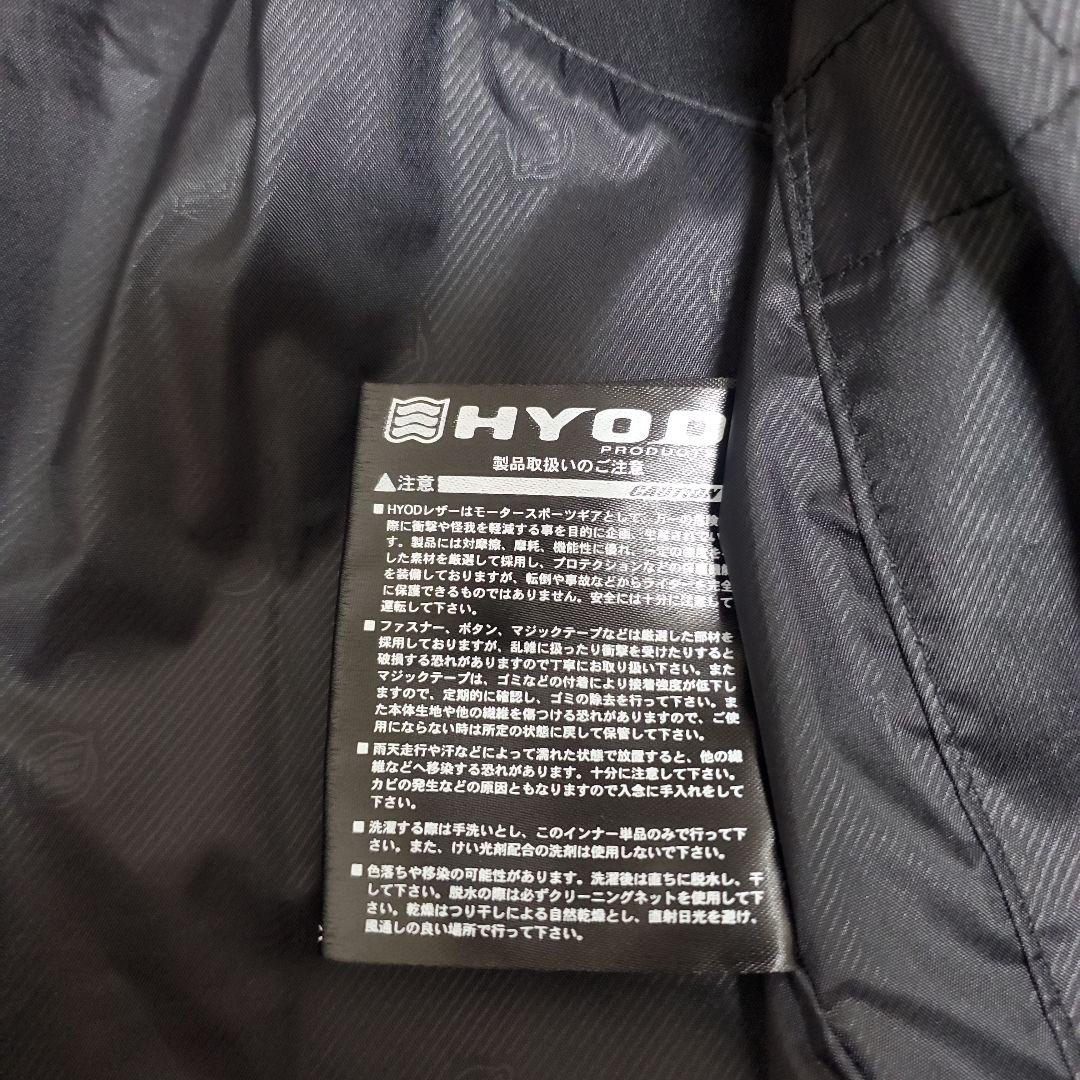 HYOD
PRODUCTS
製品取扱いのご注意
注意 CAUTION
■HYODレザーはモータースポーツギアとして、
際に衝撃や怪我を軽減する事を目的に企画、生産されてい
す。製品には対摩擦、摩耗、機能性に優れ、一定の
した素材を厳選して採用し、プロテクションなどの
を装備しておりますが、転倒や事故などからライダーを完全
に保護できるものではありません。安全には十分に注意して
運転して下さい。
■ファスナー、ボタン、マジックテープなどは厳選した部材を
採用しておりますが、乱雑に扱ったり衝撃を受けたりすると
破損する恐れがありますので丁寧にお取り扱い下さい。また
マジックテープは、ゴミなどの付着により接着強度が低下し
ますので、定期的に確認し、ゴミの除去を行って下さい。ま
た本体生地や他の繊維を傷つける恐れがありますので、ご使
用にならない時は所定の状態に戻して保管して下さい。
■雨天走行や汗などによって濡れた状態で放置すると、他の繊
維などへ移染する恐れがあります。十分に注意して下さい。
カビの発生などの原因ともなりますので入念に手入れをして
下さい。
■洗濯する際は手洗いとし、このインナー単品のみで行って下
さい。また、けい光剤配合の洗剤は使用しないで下さい。
■色落ちや移染の可能性があります。洗濯後は直ちに脱水し、干
して下さい。脱水の際は必ずクリーニングネットを使用して下
さい。乾燥はつり干しによる自然乾燥とし、直射日光を避け、
風通しの良い場所で行って下さい。